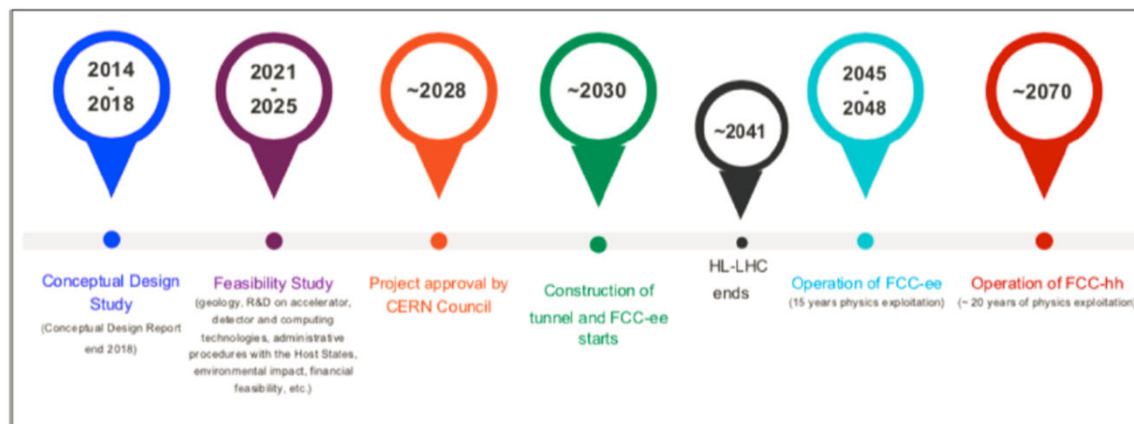 2014
-
2018
2021
-
2025
~2028
~2030
~2041
2045
-
2048
~2070
Conceptual Design
Study
(Conceptual Design Report
end 2018)
Feasibility Study
(geology, R&D on accelerator,
detector and computing
technologies, administrative
procedures with the Host States,
environmental impact, financial
feasibility, etc.)
Project approval by
CERN Council
Construction of
tunnel and FCC-ee
starts
HL-LHC
ends
Operation of FCC-ee
(15 years physics exploitation)
Operation of FCC-hh
(~ 20 years of physics exploitation)